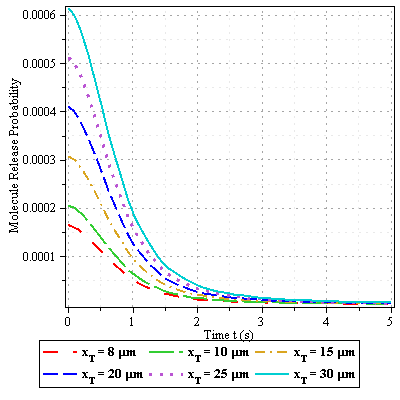 0.0006
0.0005
0.0004
0.0003
0.0002
0.0001
Molecule Release Probability
0 1 2 3 4 5
Time t (s)
x_T = 8 μm x_T = 10 μm x_T = 15 μm
x_T = 20 μm x_T = 25 μm x_T = 30 μm